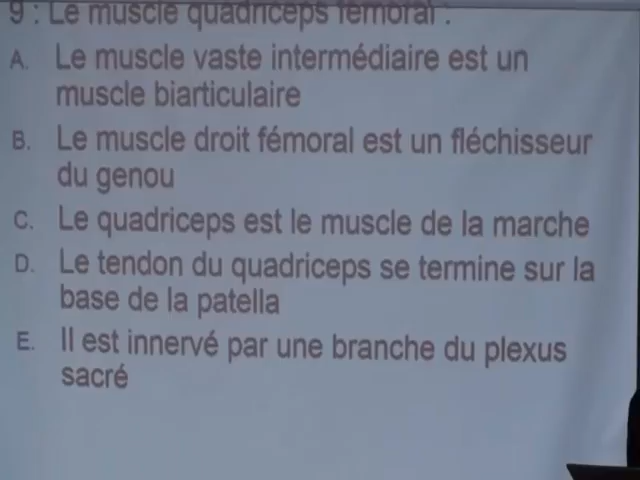 9 : Le muscle quadriceps fémoral :
A. Le muscle vaste intermédiaire est un
muscle biarticulaire
B. Le muscle droit fémoral est un fléchisseur
du genou
C. Le quadriceps est le muscle de la marche
D. Le tendon du quadriceps se termine sur la
base de la patella
E. Il est innervé par une branche du plexus
sacré